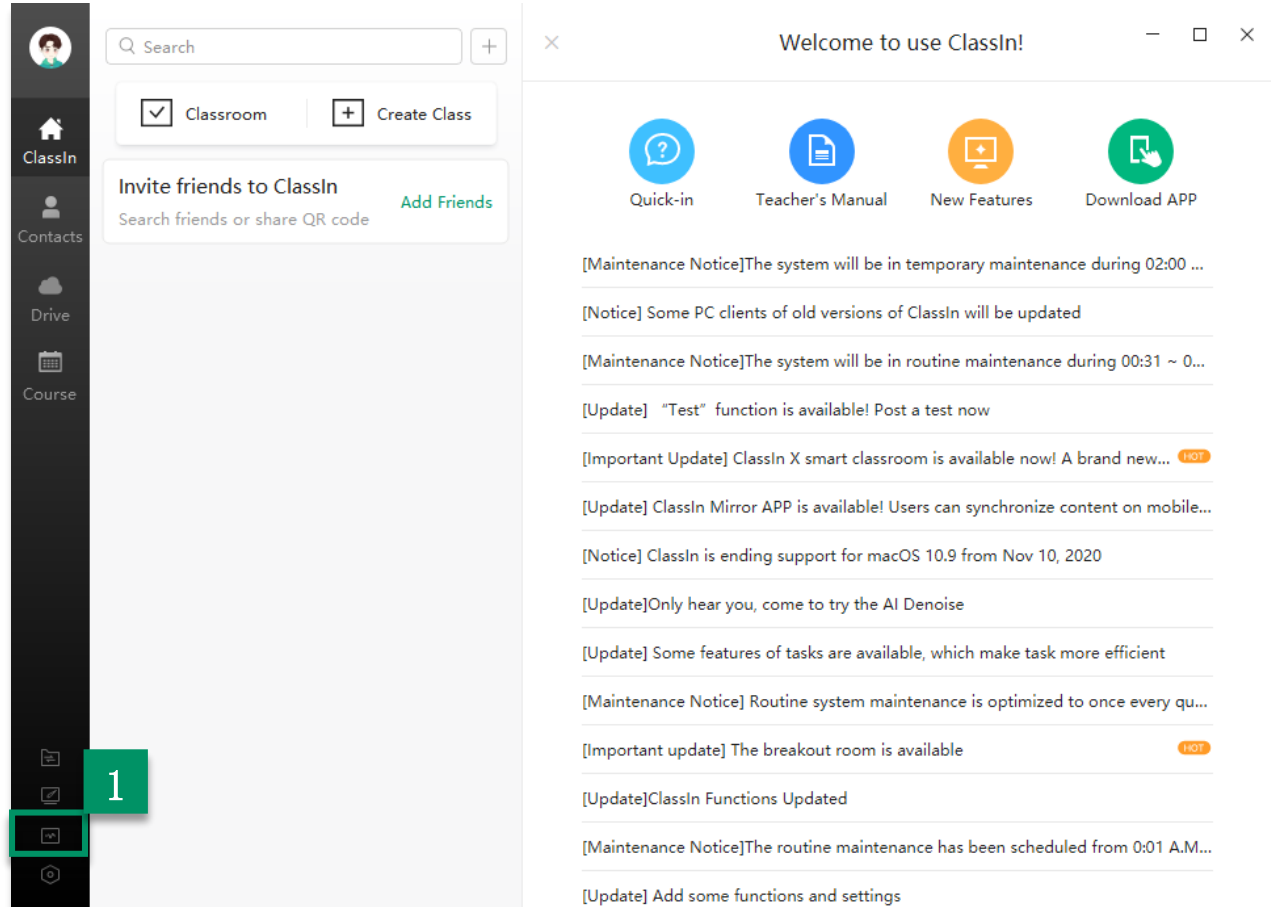 Search
Classroom
Create Class
Invite friends to ClassIn
Search friends or share QR code
Add Friends
ClassIn
Contacts
Drive
Course
1
Welcome to use ClassIn!
Quick-in
Teacher's Manual
New Features
Download APP
[Maintenance Notice]The system will be in temporary maintenance during 02:00 ...
[Notice] Some PC clients of old versions of ClassIn will be updated
[Maintenance Notice]The system will be in routine maintenance during 00:31 ~ 0...
[Update] “Test” function is available! Post a test now
[Important Update] ClassIn X smart classroom is available now! A brand new... HOT
[Update] ClassIn Mirror APP is available! Users can synchronize content on mobile...
[Notice] ClassIn is ending support for macOS 10.9 from Nov 10, 2020
[Update]Only hear you, come to try the AI Denoise
[Update] Some features of tasks are available, which make task more efficient
[Maintenance Notice] Routine system maintenance is optimized to once every qu...
[Important update] The breakout room is available HOT
[Update]ClassIn Functions Updated
[Maintenance Notice]The routine maintenance has been scheduled from 0:01 A.M...
[Update] Add some functions and settings